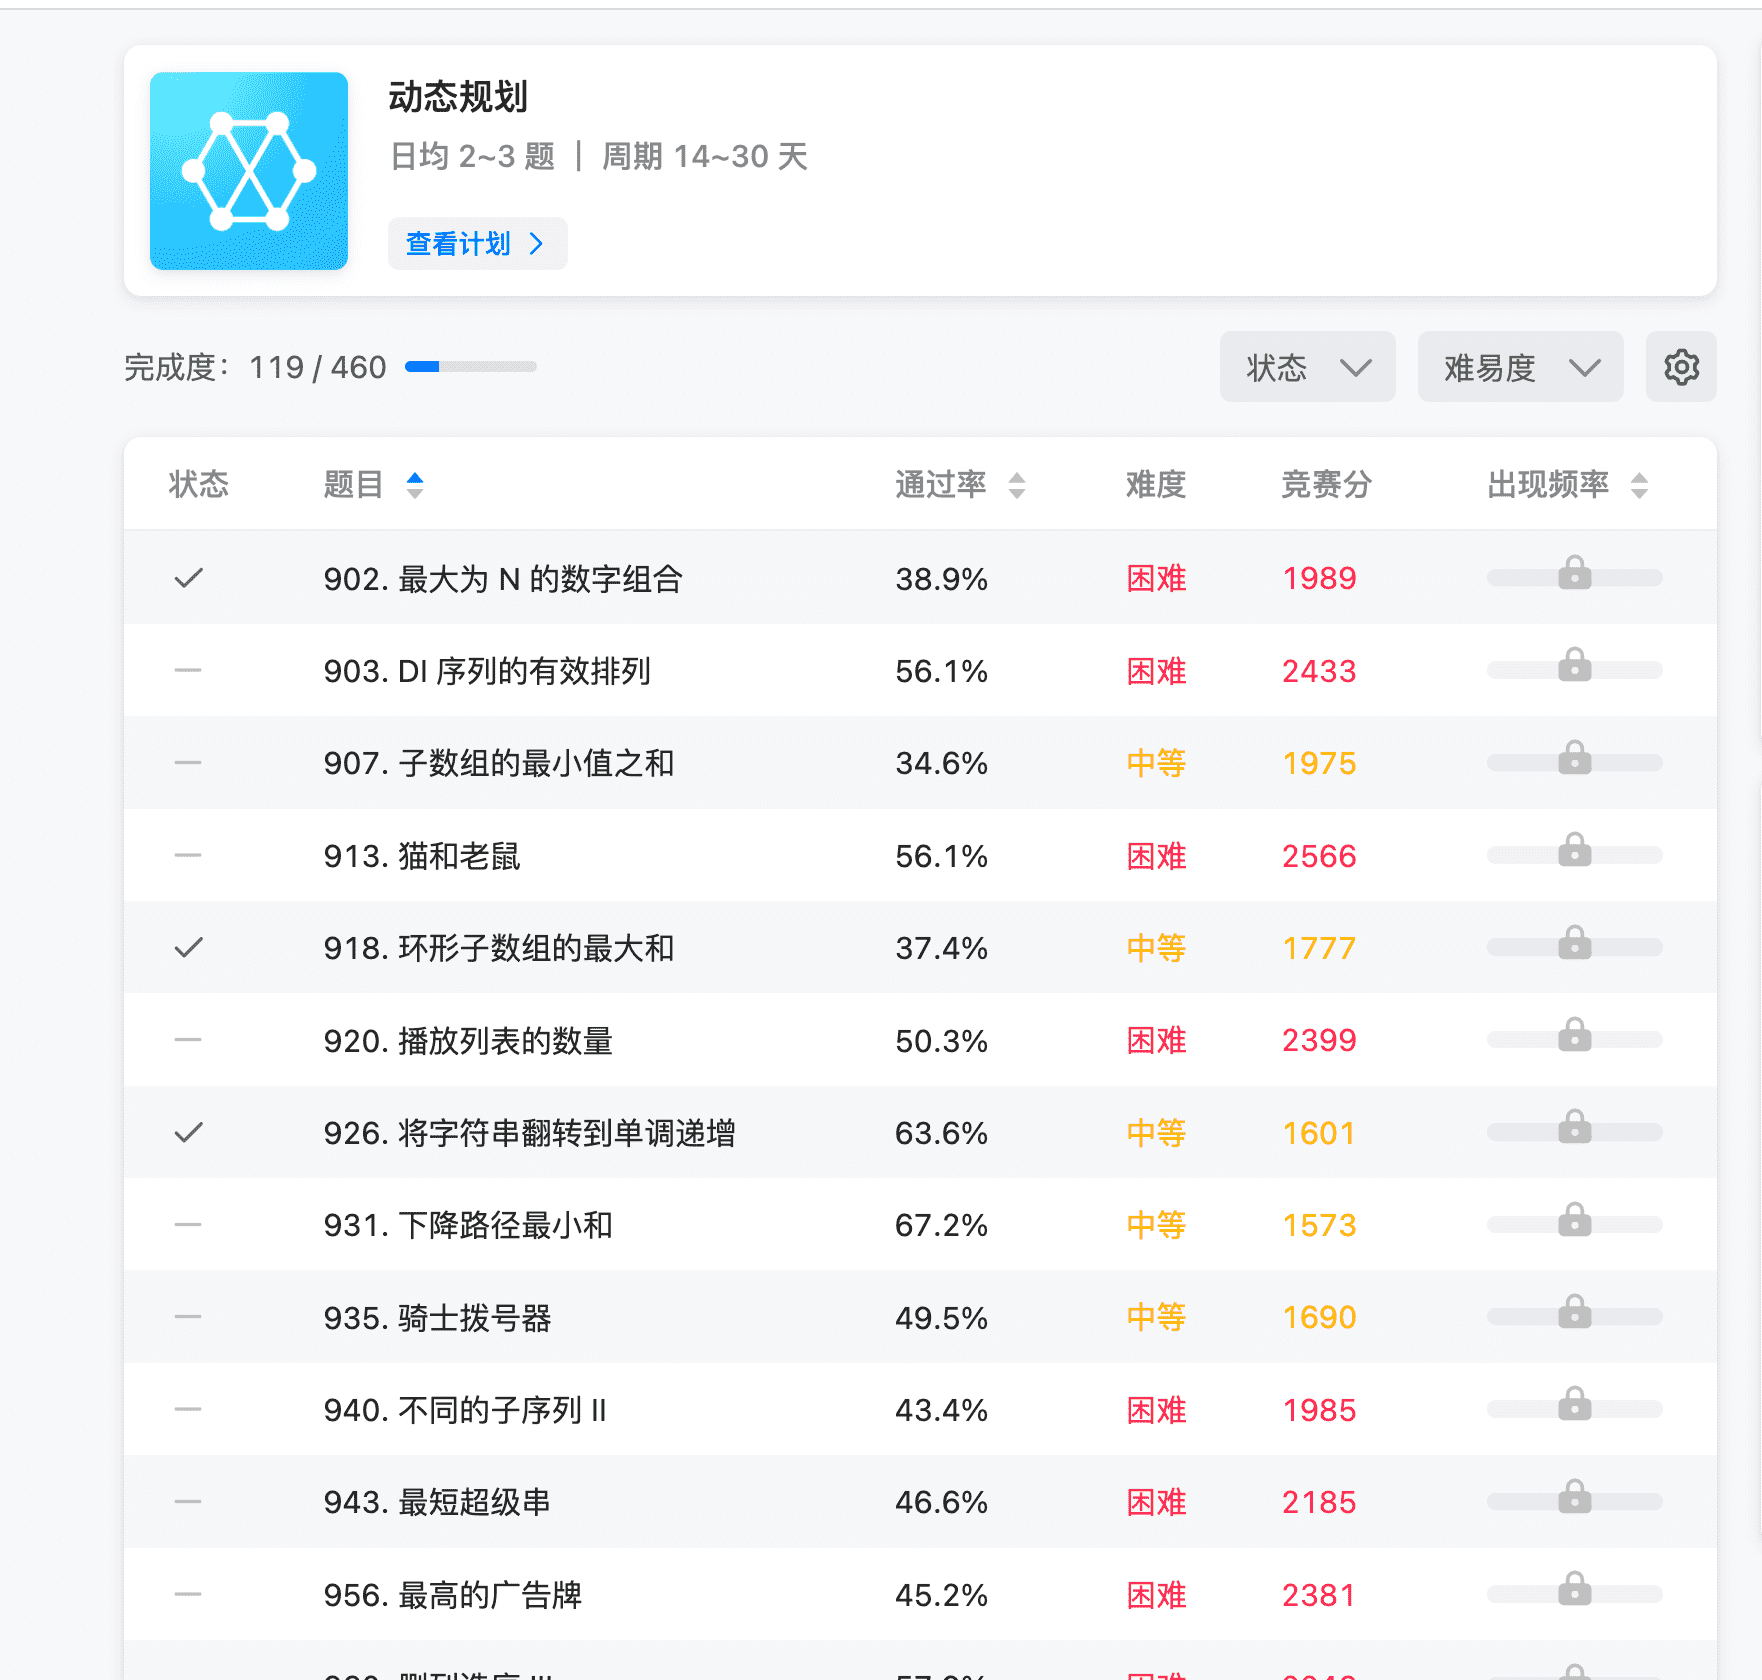 动态规划
日均 2~3 题 | 周期 14~30 天
查看计划
完成度： 119 / 460 状态 难易度
状态 题目 通过率 难度 竞赛分 出现频率
902. 最大为 N 的数字组合 38.9% 困难 1989
903. DI 序列的有效排列 56.1% 困难 2433
907. 子数组的最小值之和 34.6% 中等 1975
913. 猫和老鼠 56.1% 困难 2566
918. 环形子数组的最大和 37.4% 中等 1777
920. 播放列表的数量 50.3% 困难 2399
926. 将字符串翻转到单调递增 63.6% 中等 1601
931. 下降路径最小和 67.2% 中等 1573
935. 骑士拨号器 49.5% 中等 1690
940. 不同的子序列 II 43.4% 困难 1985
943. 最短超级串 46.6% 困难 2185
956. 最高的广告牌 45.2% 困难 2381